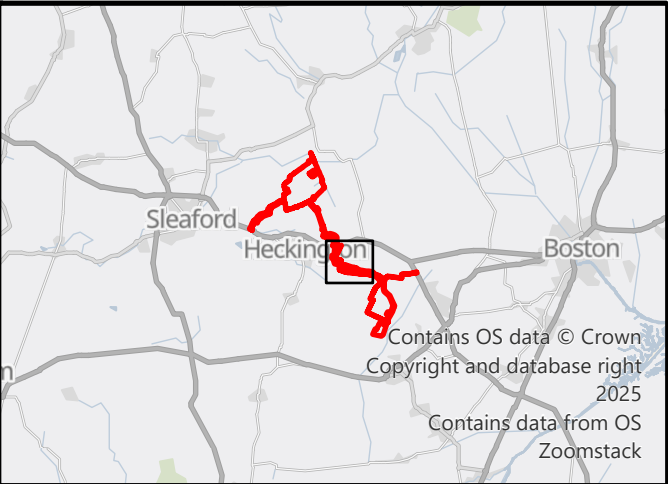 Sleaford
Heckington
Boston
m
Contains OS data © Crown
Copyright and database right
2025
Contains data from OS
Zoomstack